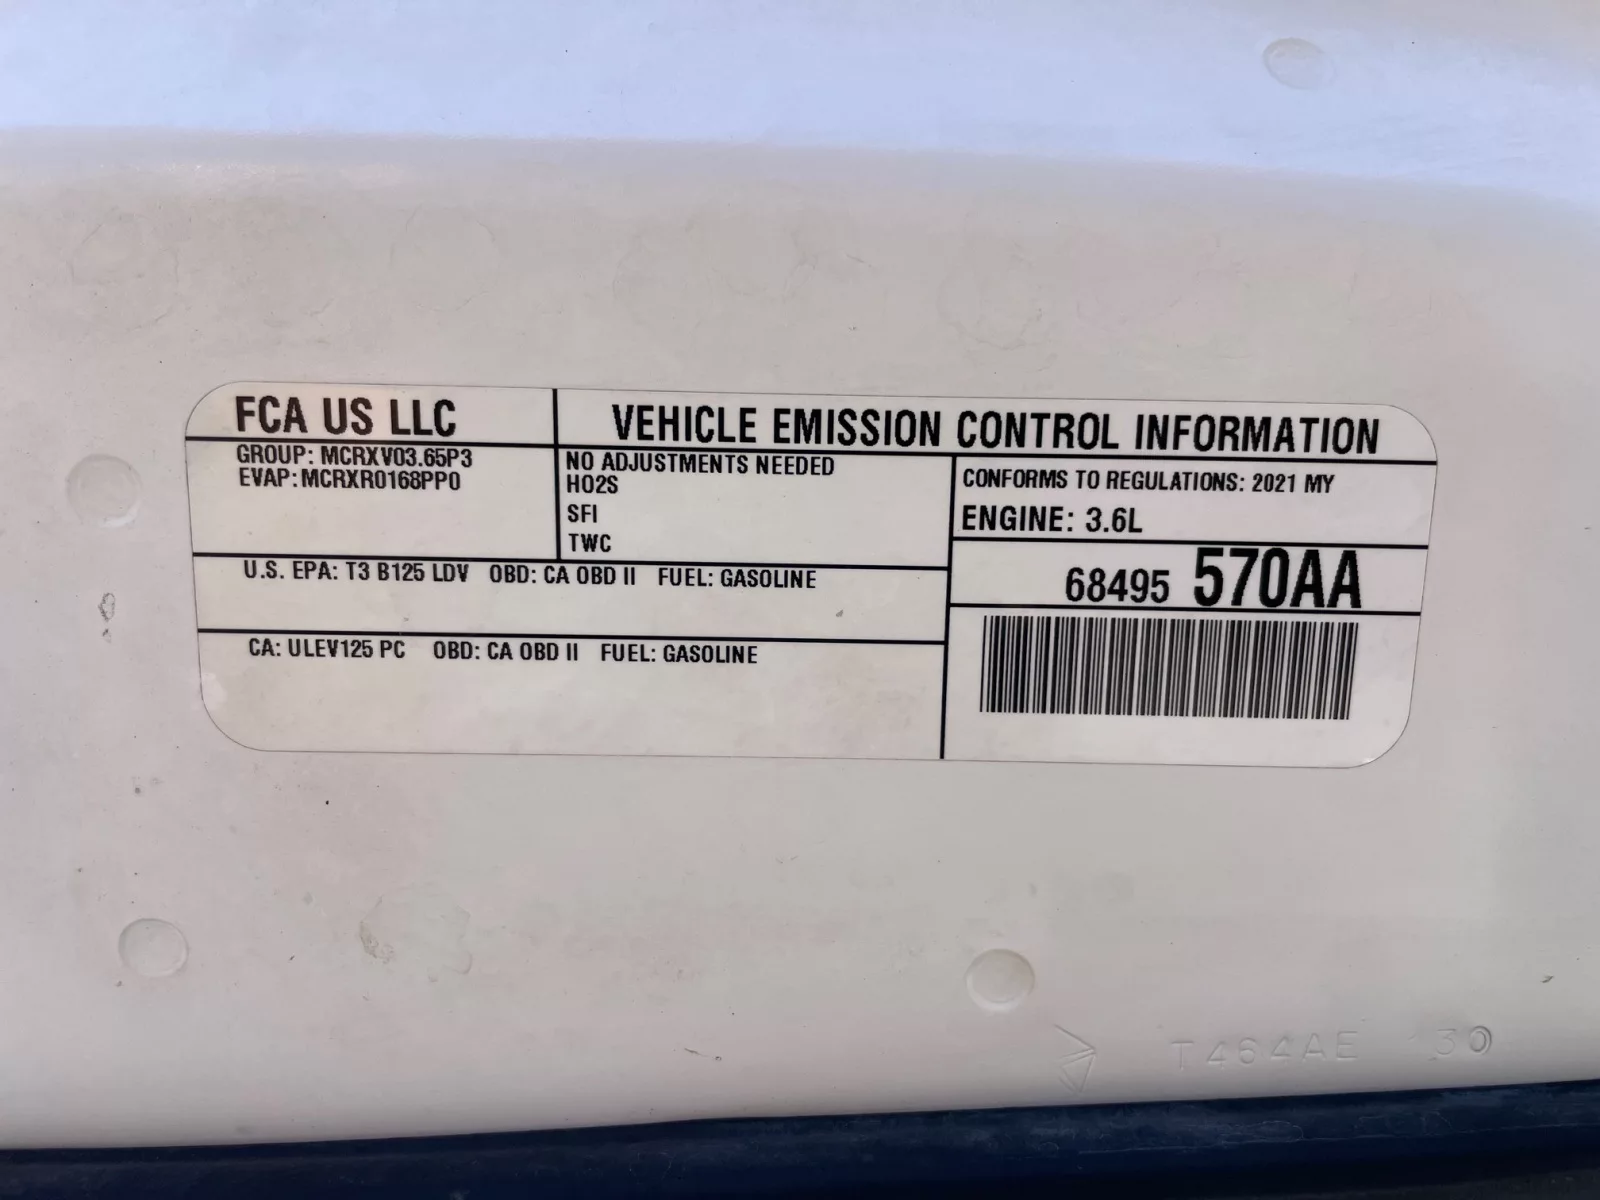 FCA US LLC
VEHICLE EMISSION CONTROL INFORMATION
GROUP: MCRXV03.65P3
EVAP: MCRXR0168PP0
NO ADJUSTMENTS NEEDED
HO2S
SFI
TWC
CONFORMS TO REGULATIONS: 2021 MY
ENGINE: 3.6L
68495 570AA
U.S. EPA: T3 B125 LDV OBD: CA OBD II FUEL: GASOLINE
CA: ULEV125 PC OBD: CA OBD II FUEL: GASOLINE
T464AE 30